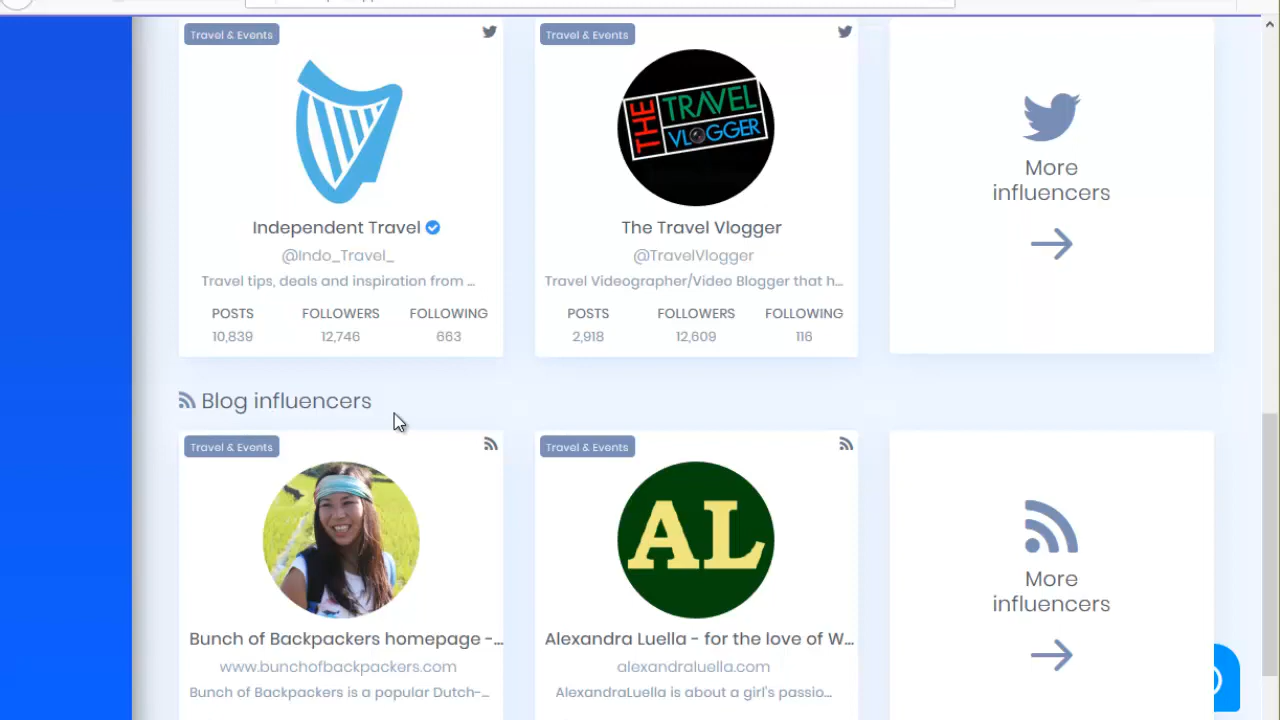 Travel & Events
Travel & Events
THE TRAVEL VLOGGER
More
influencers
Independent Travel
The Travel Vlogger
@Indo_Travel_
@TravelVlogger
Travel tips, deals and inspiration from ...
Travel Videographer/Video Blogger that h...
POSTS FOLLOWERS FOLLOWING
10,839 12,746 663
POSTS FOLLOWERS FOLLOWING
2,918 12,609 116
Blog influencers
Travel & Events
Travel & Events
AL
More
influencers
Bunch of Backpackers homepage -...
Alexandra Luella - for the love of W...
www.bunchofbackpackers.com
alexandraluella.com
Bunch of Backpackers is a popular Dutch-...
AlexandraLuella is about a girl's passio...